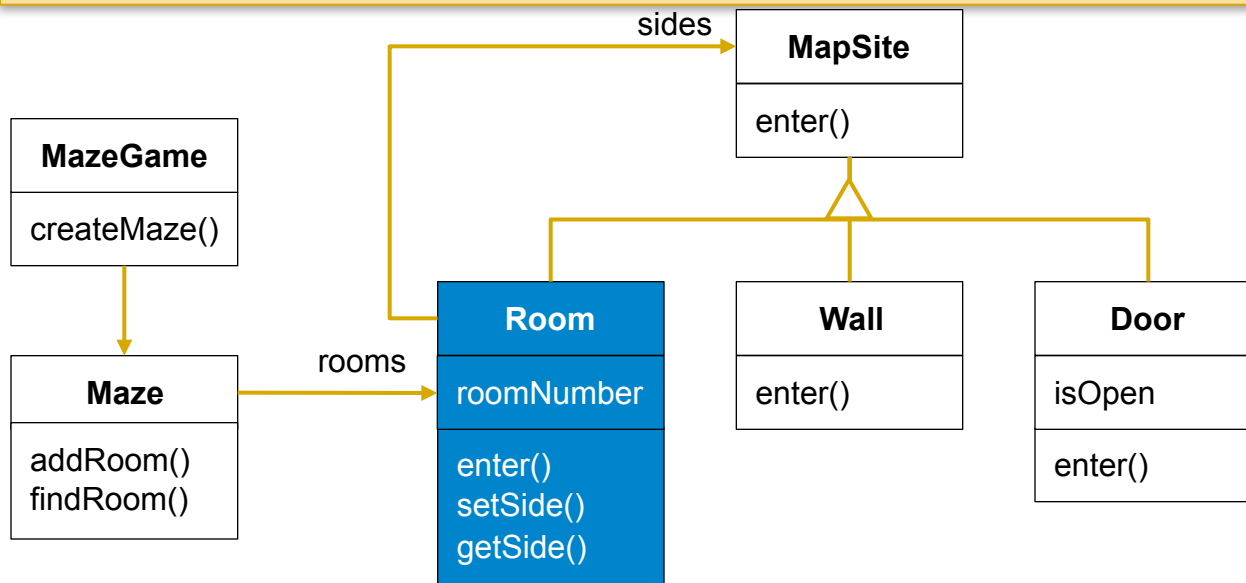 sides
MapSite
enter()
MazeGame
createMaze()
Maze
addRoom()
findRoom()
rooms
Room
roomNumber
enter()
setSide()
getSide()
Wall
enter()
Door
isOpen
enter()